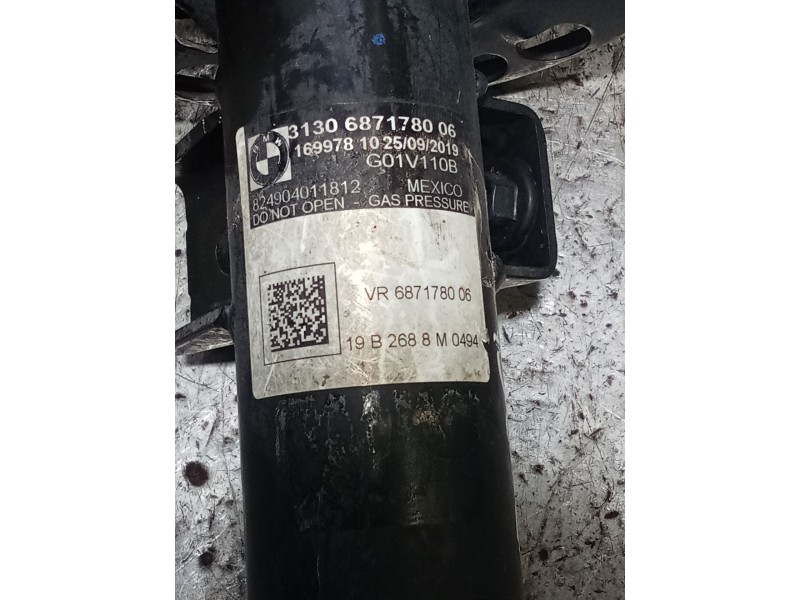 BMW
3130 6871780 06
169978 10 25/09/2019
G01V110B
824904011812 MEXICO
DO NOT OPEN - GAS PRESSURE
VR 6871780 06
19 B 268 8 M 0494